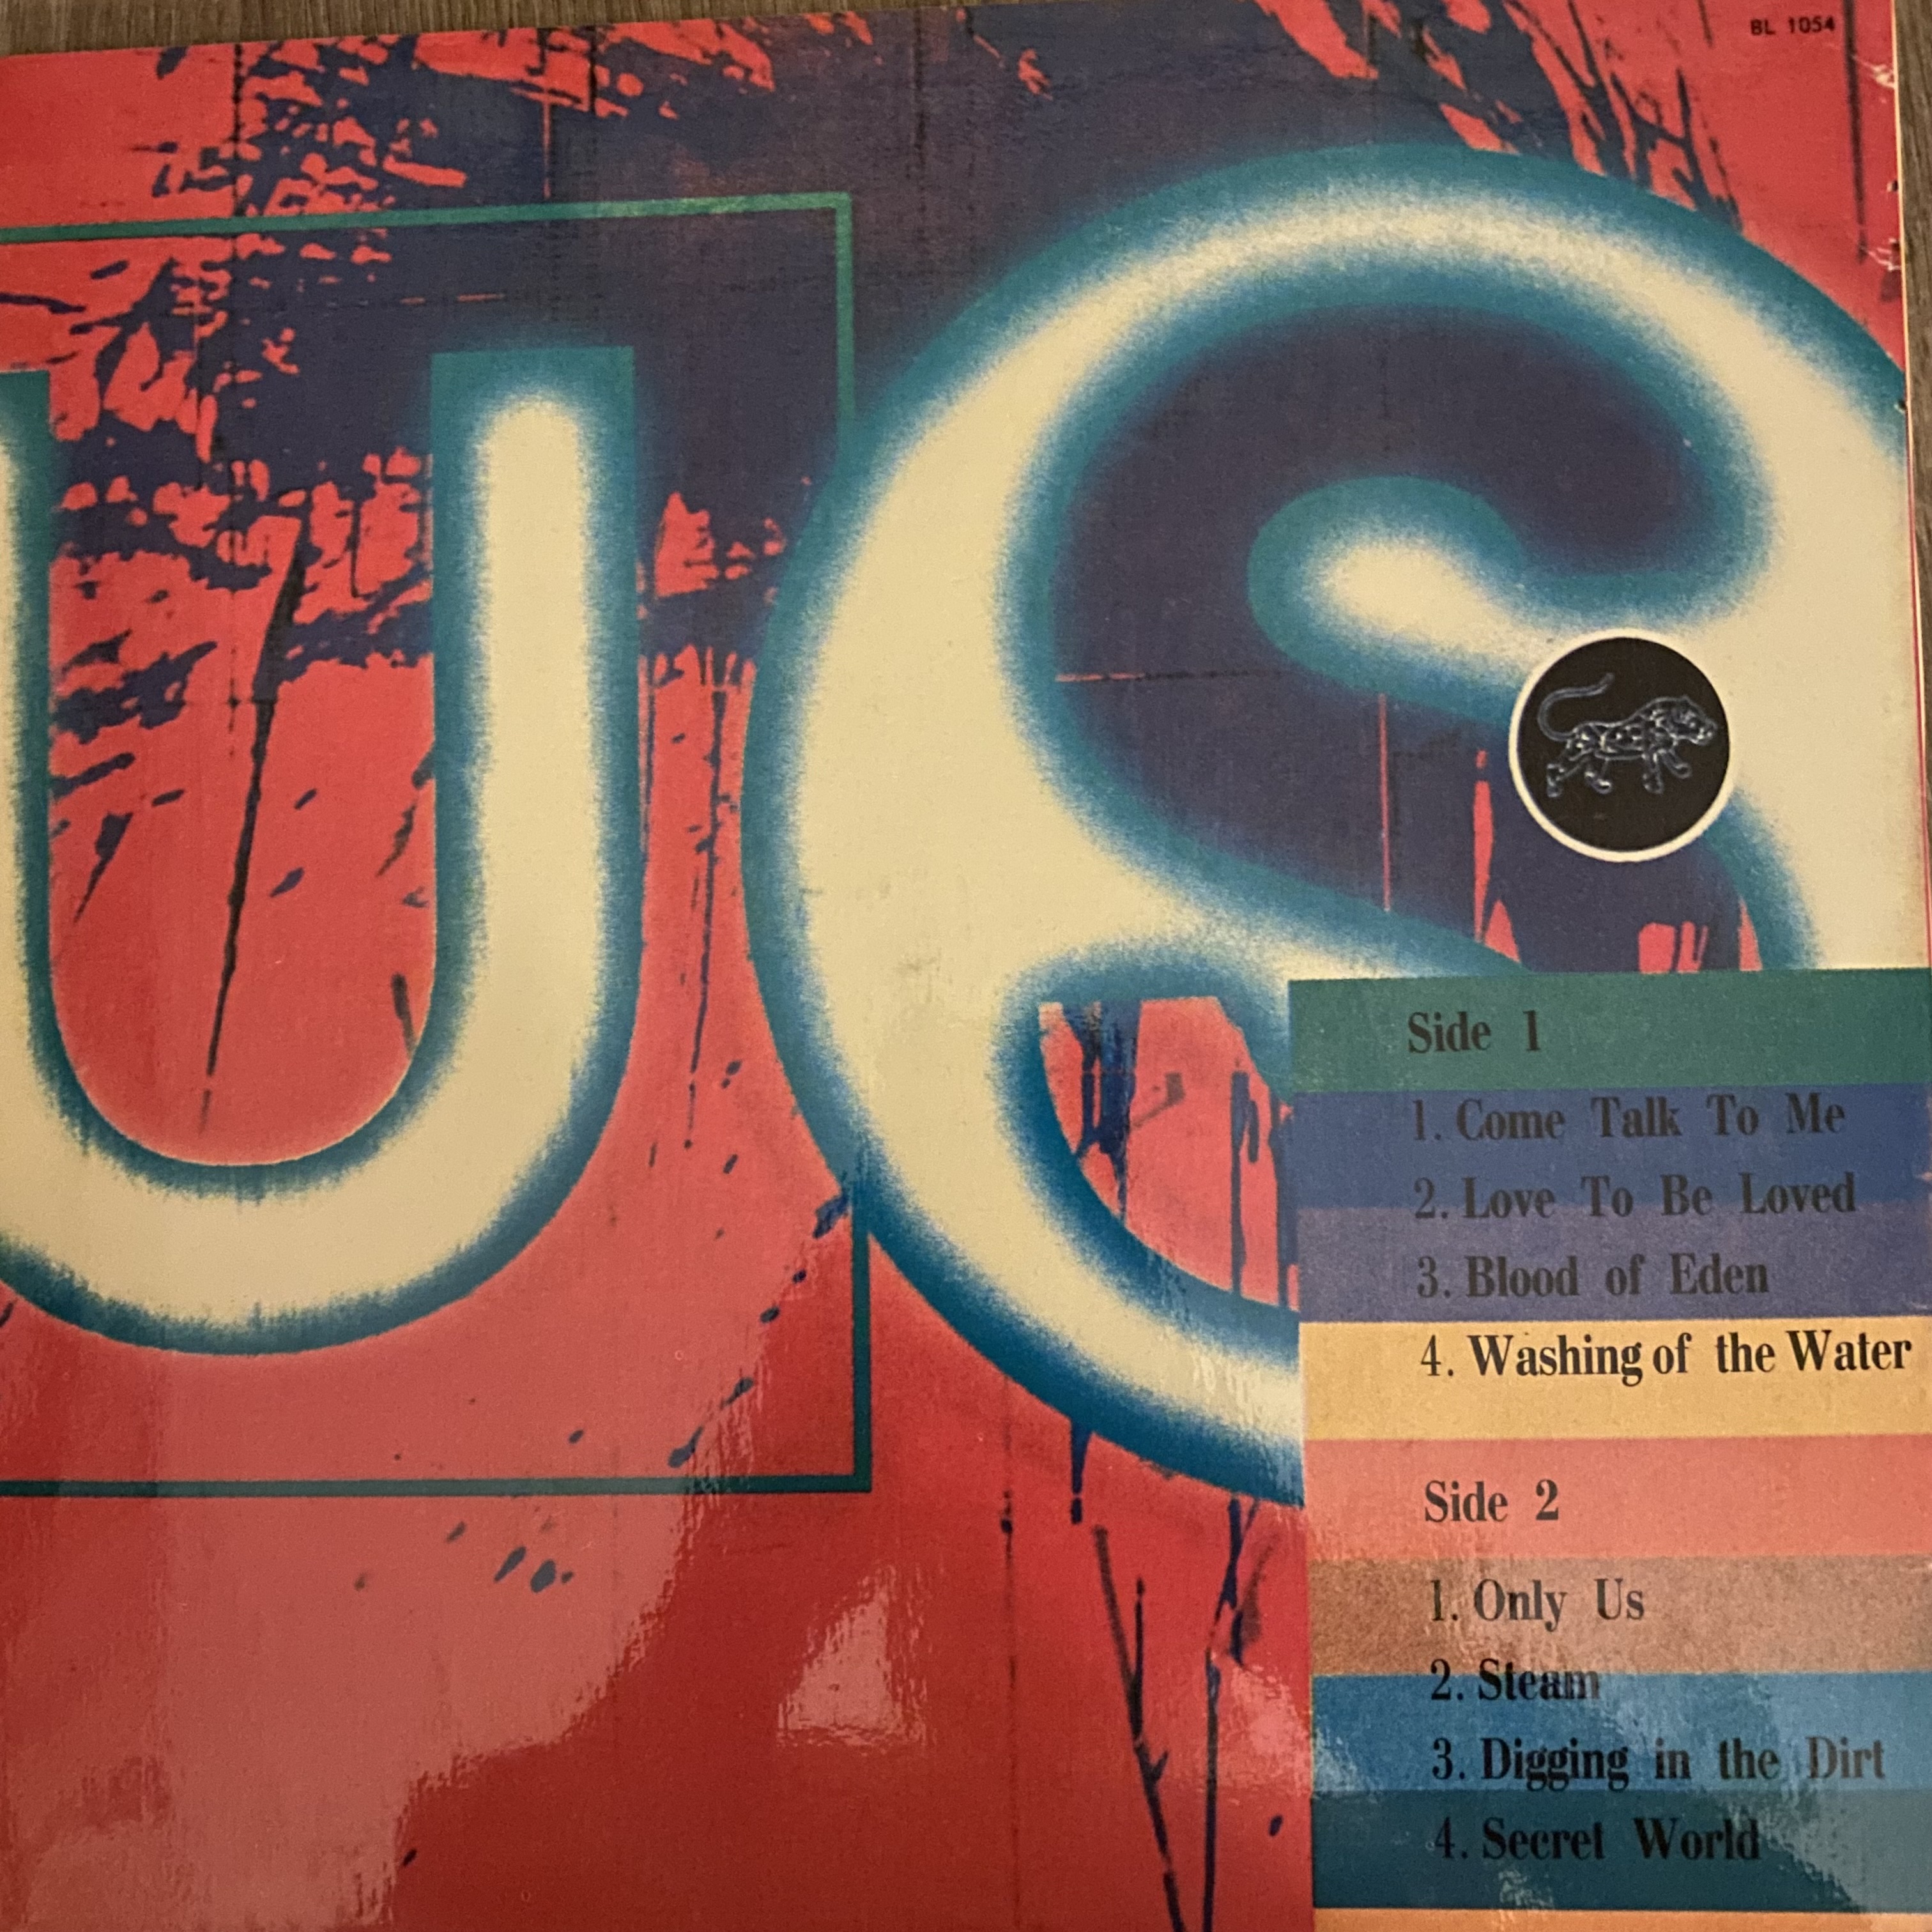 BL 1054
US
Side 1
1. Come Talk To Me
2. Love To Be Loved
3. Blood of Eden
4. Washing of the Water
Side 2
1. Only Us
2. Steam
3. Digging in the Dirt
4. Secret World